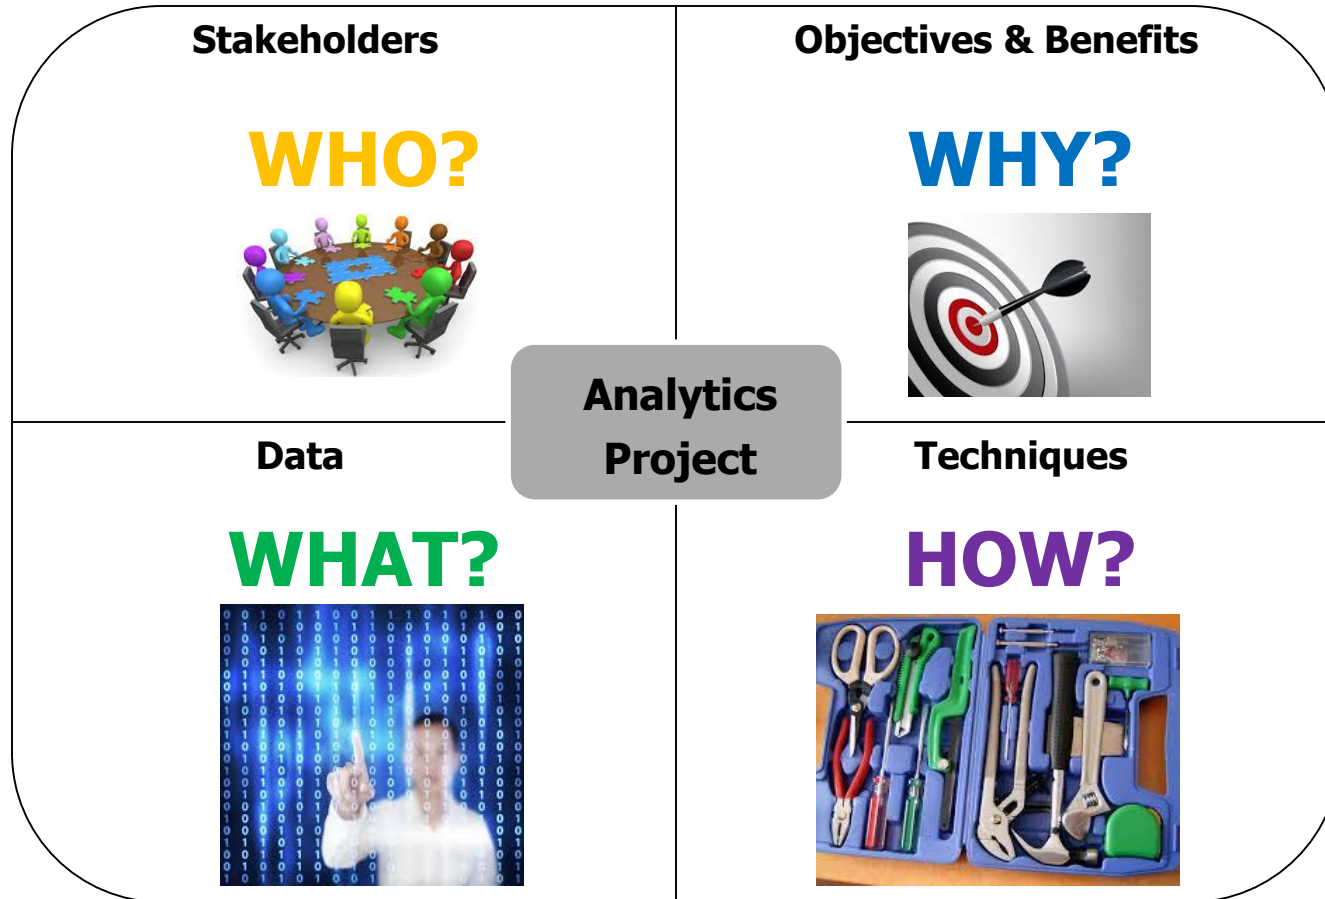 Stakeholders
WHO?
Objectives & Benefits
WHY?
Analytics
Project
Data
WHAT?
Techniques
HOW?